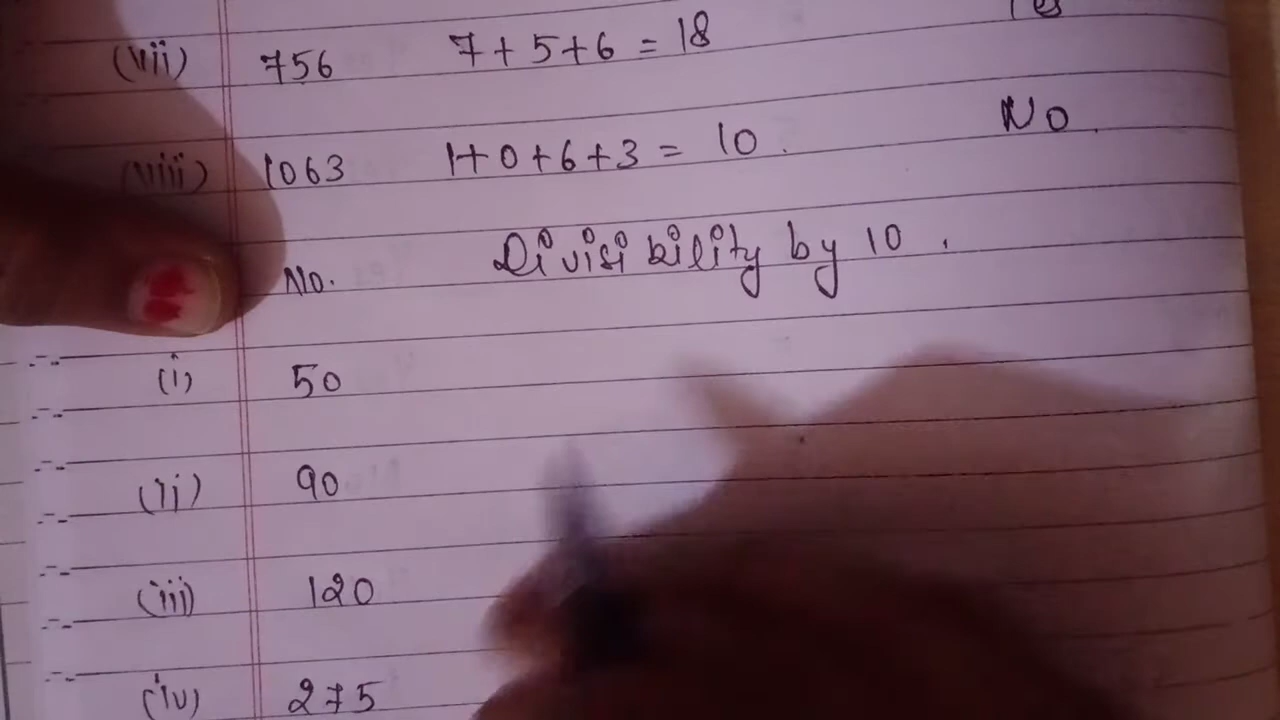 Yes
(vii) 756 7+5+6 = 18
(viii) 1063 1+0+6+3 = 10. No.
No. Divisibility by 10.
(i) 50
(ii) 90
(iii) 120
(iv) 275